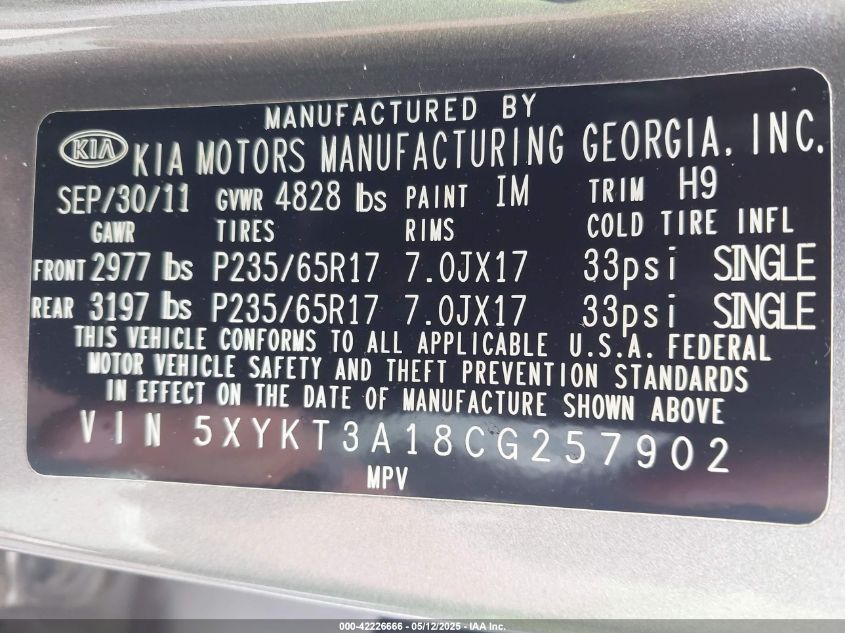 MANUFACTURED BY
KIA KIA MOTORS MANUFACTURING GEORGIA, INC.
SEP/30/11 GVWR 4828 lbs PAINT IM TRIM H9
GAWR TIRES RIMS COLD TIRE INFL
FRONT 2977 lbs P235/65R17 7.0JX17 33psi SINGLE
REAR 3197 lbs P235/65R17 7.0JX17 33psi SINGLE
THIS VEHICLE CONFORMS TO ALL APPLICABLE U.S.A. FEDERAL
MOTOR VEHICLE SAFETY AND THEFT PREVENTION STANDARDS
IN EFFECT ON THE DATE OF MANUFACTURE SHOWN ABOVE
VIN 5XYKT3A18CG257902
MPV
000-42226666 - 05/12/2025 - IAA Inc.